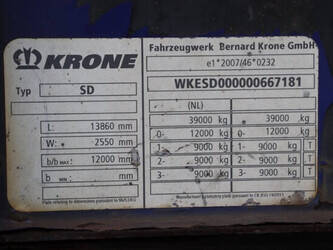 KRONE
Typ SD
L: 13860 mm
W: 2550 mm
b/b MAX: 12000 mm
b min: mm
Fahrzeugwerk Bernard Krone GmbH
e1*2007/46*0232
WKESD000000667181
(NL)
39000 kg 39000 kg
0- 12000 kg 0- 12000 kg
1- 9000 kg 1- 9000 kg T
2- 9000 kg 2- 9000 kg T
3- 9000 kg 3- 9000 kg T